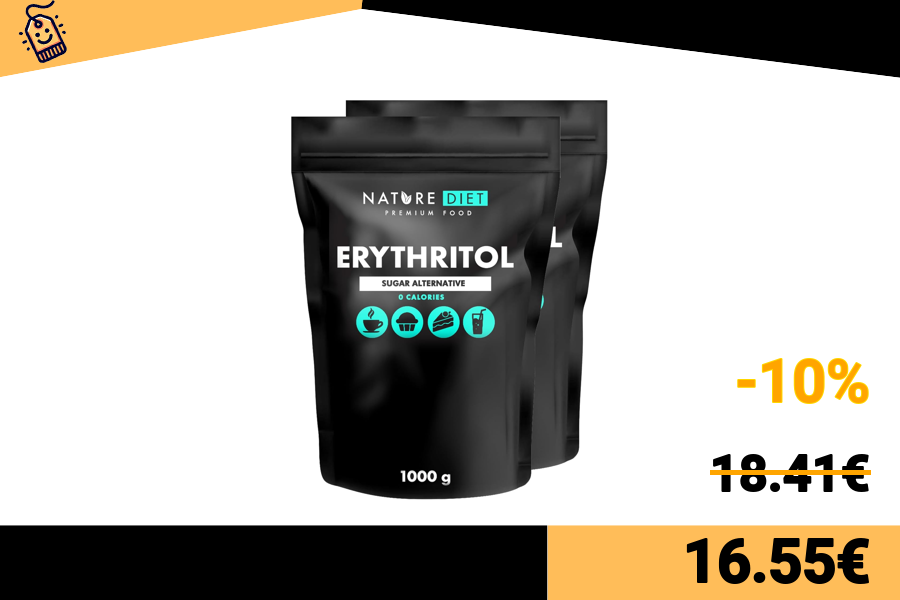 NATURE DIET
PREMIUM FOOD
ERYTHRITOL
SUGAR ALTERNATIVE
0 CALORIES
1000 g
L
-10%
18.41€
16.55€